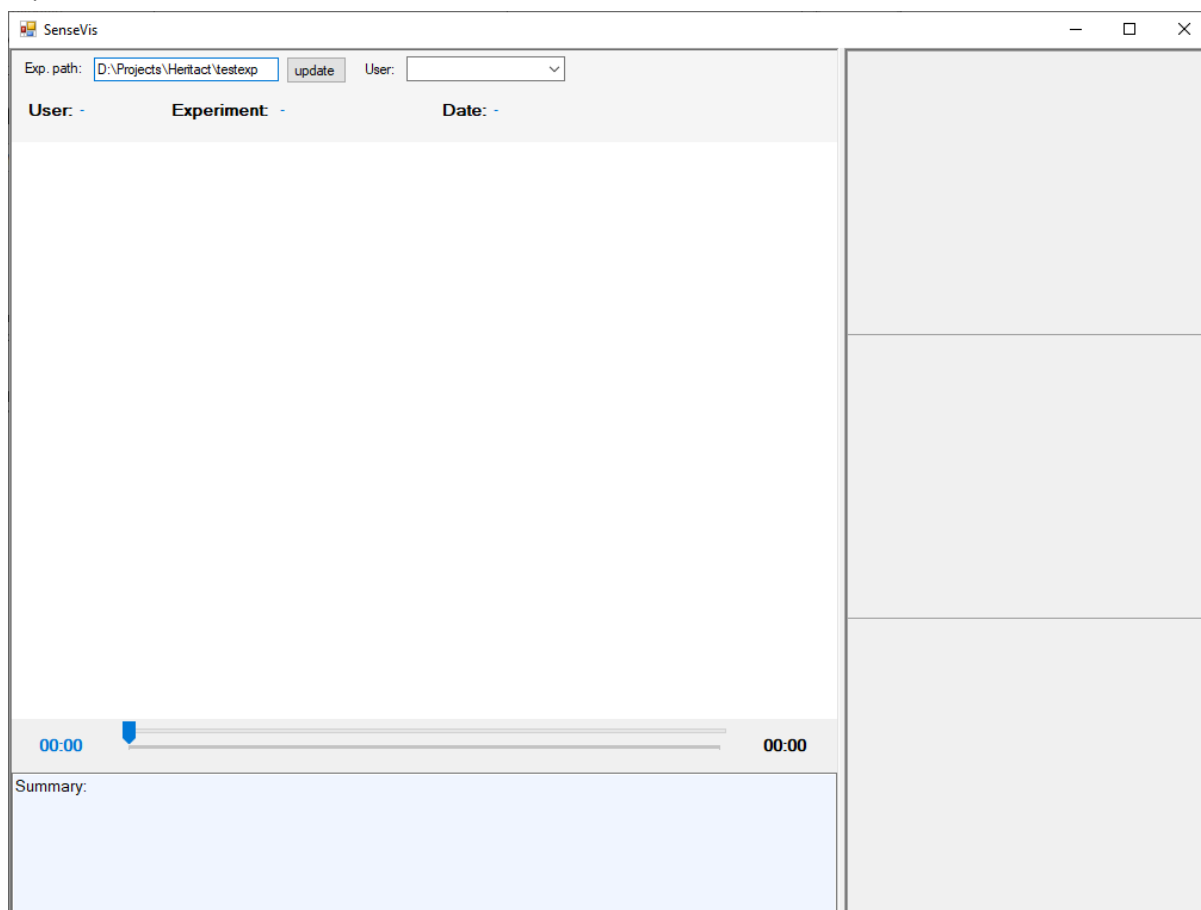 SenseVis
Exp. path: D:\Projects\Heritact\testexp update User:
User: - Experiment: - Date: -
00:00 00:00
Summary: